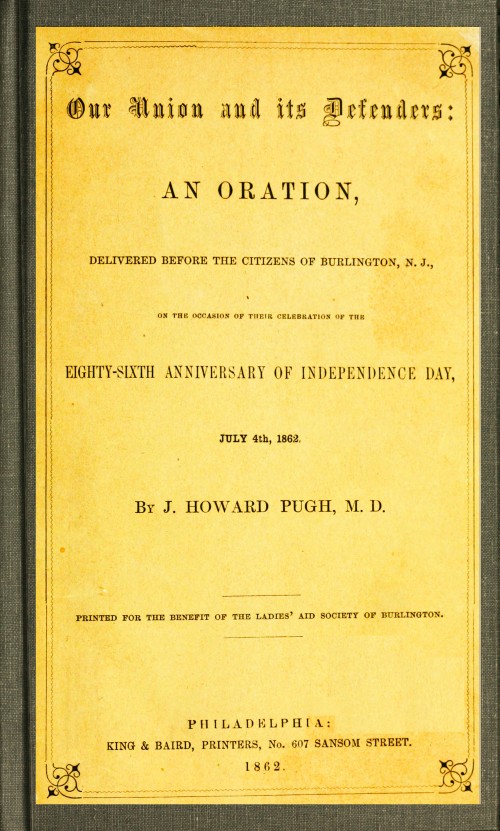 Our Union and its Defenders:
AN ORATION,
DELIVERED BEFORE THE CITIZENS OF BURLINGTON, N. J.,
ON THE OCCASION OF THEIR CELEBRATION OF THE
EIGHTY-SIXTH ANNIVERSARY OF INDEPENDENCE DAY,
JULY 4th, 1862.
BY J. HOWARD PUGH, M. D.
PRINTED FOR THE BENEFIT OF THE LADIES' AID SOCIETY OF BURLINGTON.
PHILADELPHIA:
KING & BAIRD, PRINTERS, No. 607 SANSOM STREET.
1862.